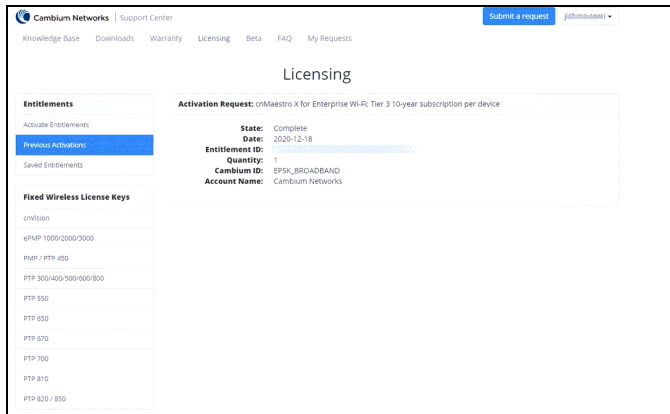 Cambium Networks | Support Center
Submit a request
Knowledge Base Downloads Warranty Licensing Beta FAQ My Requests
Licensing
Entitlements
Activate Entitlements
Previous Activations
Saved Entitlements
Fixed Wireless License Keys
cnVision
ePMP 1000/2000/3000
PMP / PTP 450
PTP 300/400/500/600/800
PTP 550
PTP 650
PTP 670
PTP 700
PTP 810
PTP 820 / 850
Activation Request: cnMaestro X for Enterprise Wi-Fi: Tier 3 10-year subscription per device
State: Complete
Date: 2020-12-18
Entitlement ID:
Quantity: 1
Cambium ID: EPSK_BROADBAND
Account Name: Cambium Networks